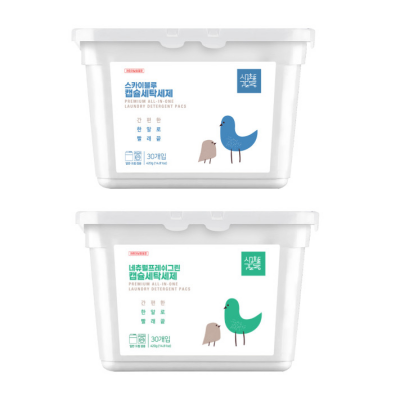 스카이블루
캡슐세탁세제
PREMIUM ALL-IN-ONE
LAUNDRY DETERGENT PACK
간편한
한알로
빨래끝
30개입
네츄럴프레쉬그린
캡슐세탁세제
PREMIUM ALL-IN-ONE
LAUNDRY DETERGENT PACK
간편한
한알로
빨래끝
30개입